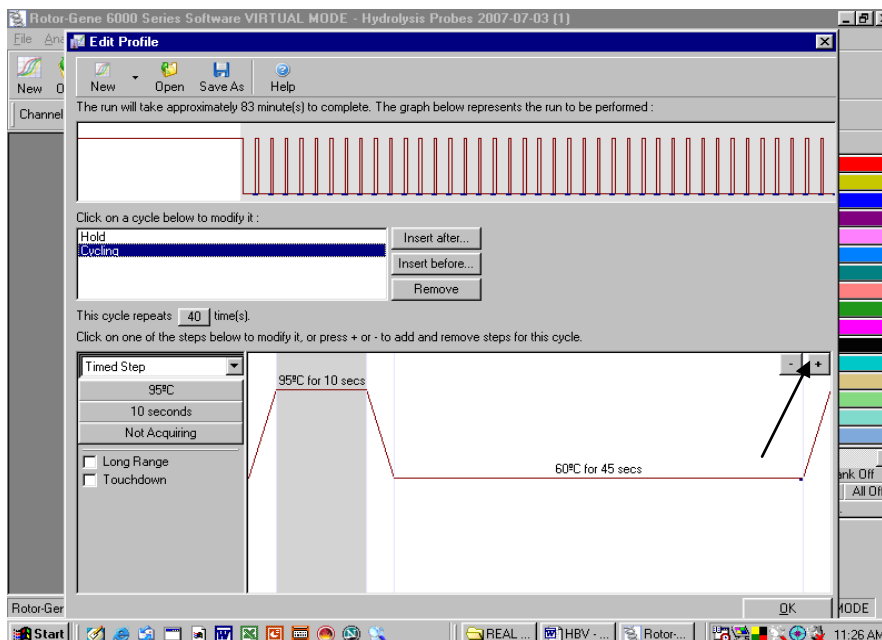 Rotor-Gene 6000 Series Software VIRTUAL MODE - Hydrolysis Probes 2007-07-03 (1)
File Ana
Edit Profile
New
New Open Save As Help
Channel
The run will take approximately 83 minute(s) to complete. The graph below represents the run to be performed :
Click on a cycle below to modify it :
Hold
Cycling
Insert after...
Insert before...
Remove
This cycle repeats 40 time(s).
Click on one of the steps below to modify it, or press + or - to add and remove steps for this cycle.
Timed Step
95ºC
10 seconds
Not Acquiring
Long Range
Touchdown
95ºC for 10 secs
- +
60ºC for 45 secs
ank Off
All Off
OK
Rotor-Ger
MODE
Start
REAL ...
HBV - ...
Rotor-...
11:26 AM